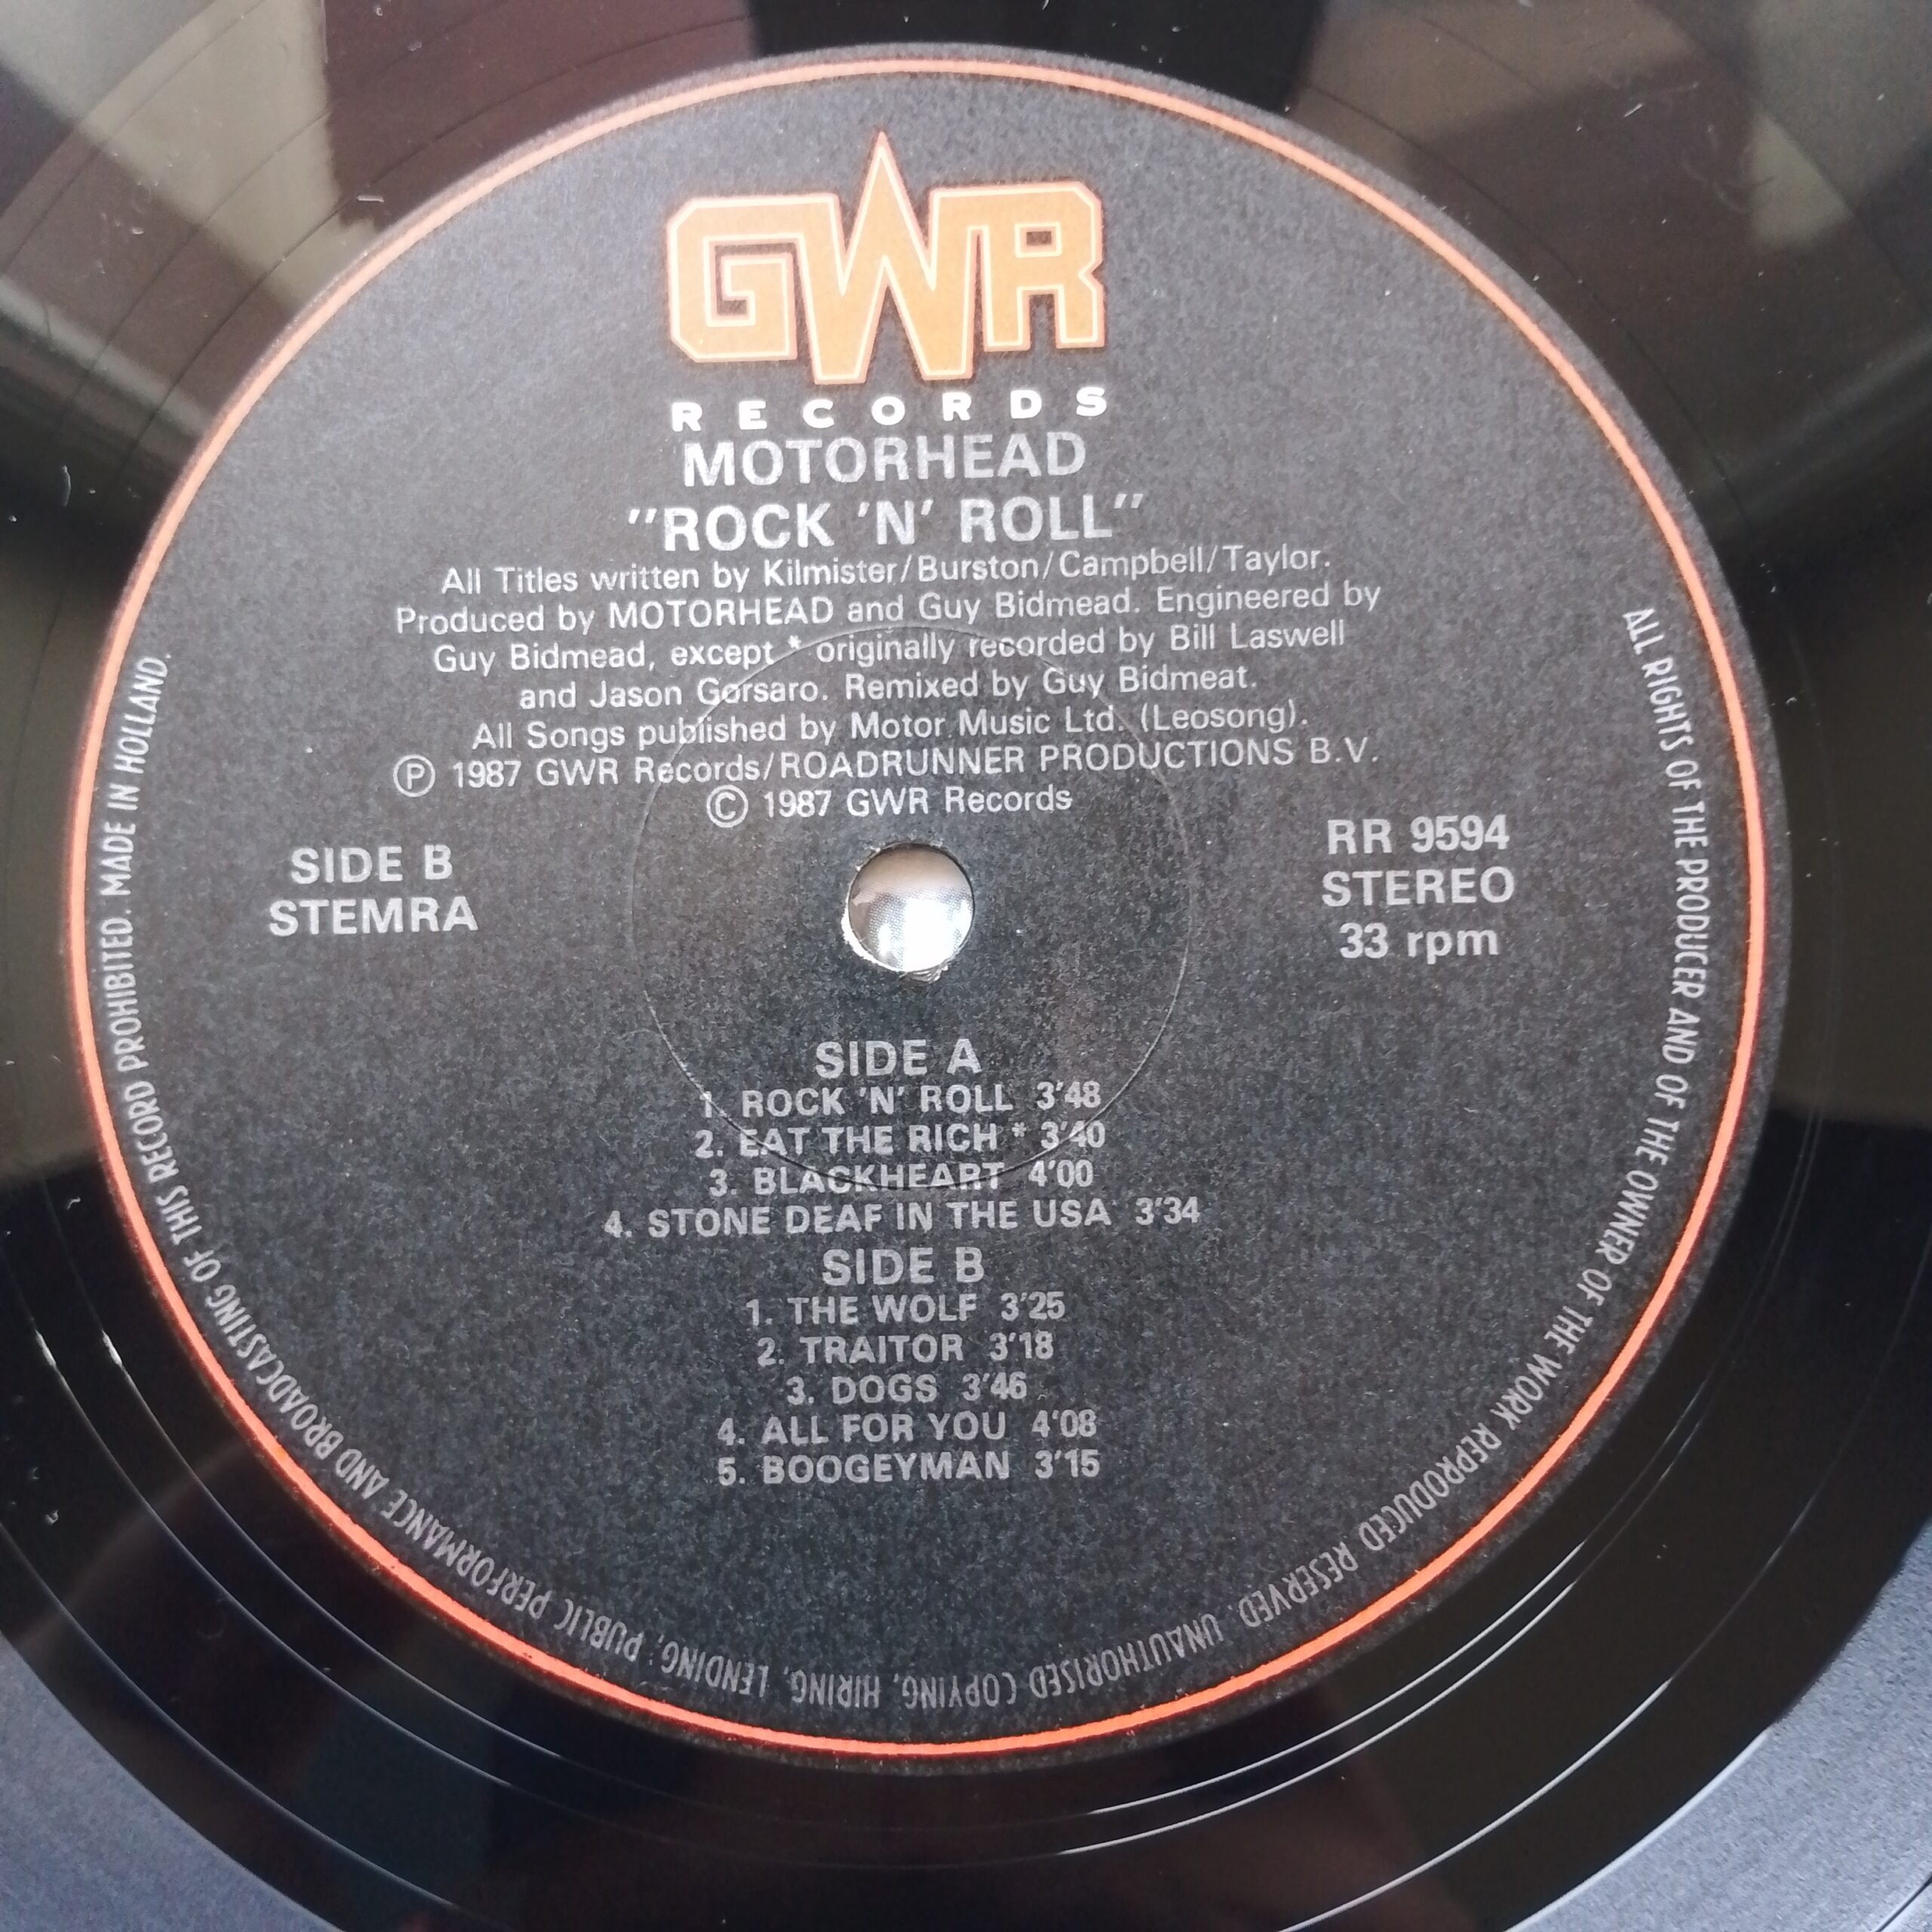 GWR
RECORDS
MOTORHEAD
"ROCK 'N' ROLL"
All Titles written by Kilmister/Burston/Campbell/Taylor.
Produced by MOTORHEAD and Guy Bidmead. Engineered by
Guy Bidmead, except * originally recorded by Bill Laswell
and Jason Gorsaro. Remixed by Guy Bidmeat.
All Songs published by Motor Music Ltd. (Leosong).
℗ 1987 GWR Records/ROADRUNNER PRODUCTIONS B.V.
© 1987 GWR Records
SIDE B
STEMRA
RR 9594
STEREO
33 rpm
SIDE A
1. ROCK 'N' ROLL 3'48
2. EAT THE RICH * 3'40
3. BLACKHEART 4'00
4. STONE DEAF IN THE USA 3'34
SIDE B
1. THE WOLF 3'25
2. TRAITOR 3'18
3. DOGS 3'46
4. ALL FOR YOU 4'08
5. BOOGEYMAN 3'15
ALL RIGHTS OF THE PRODUCER AND OF THE OWNER OF THE WORK REPRODUCED RESERVED. UNAUTHORISED COPYING, HIRING, LENDING, PUBLIC PERFORMANCE AND BROADCASTING OF THIS RECORD PROHIBITED. MADE IN HOLLAND.